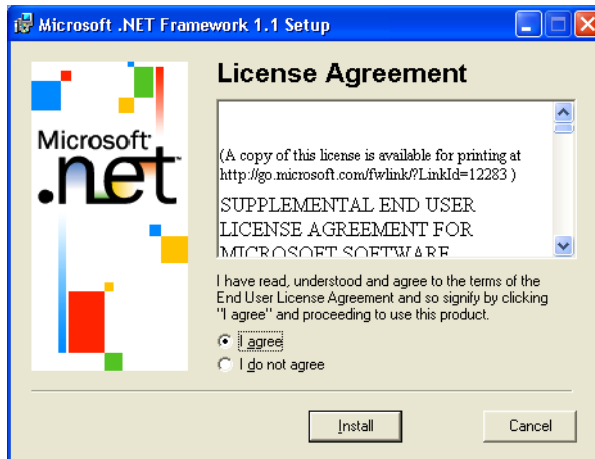 Microsoft .NET Framework 1.1 Setup
Microsoft
.net
License Agreement
(A copy of this license is available for printing at
http://go.microsoft.com/fwlink/?LinkId=12283 )
SUPPLEMENTAL END USER
LICENSE AGREEMENT FOR
MICROSOFT SOFTWARE
I have read, understood and agree to the terms of the
End User License Agreement and so signify by clicking
"I agree" and proceeding to use this product.
I agree
I do not agree
Install
Cancel